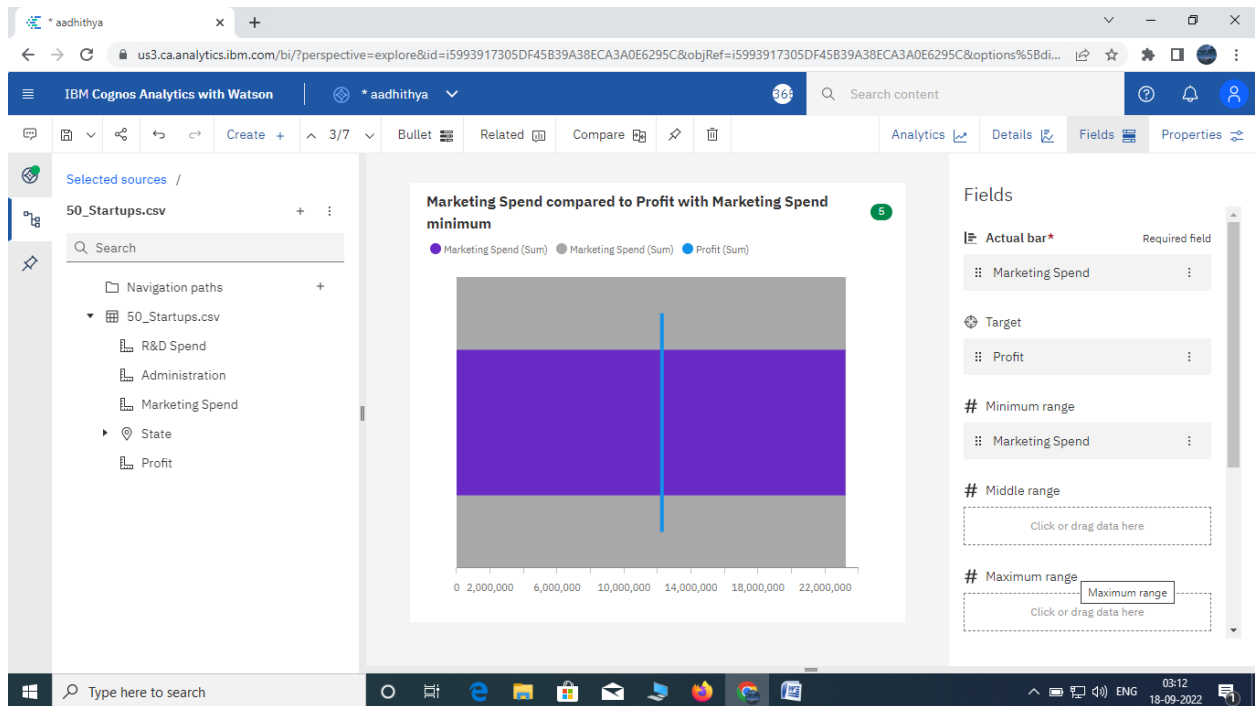 * aadhithya
us3.ca.analytics.ibm.com/bi/?perspective=explore&id=i5993917305DF45B39A38ECA3A0E6295C&objRef=i5993917305DF45B39A38ECA3A0E6295C&options%5Bdi...
IBM Cognos Analytics with Watson
* aadhithya
Search content
Create +
3/7
Bullet
Related
Compare
Analytics
Details
Fields
Properties
Selected sources /
50_Startups.csv
Search
Navigation paths
50_Startups.csv
R&D Spend
Administration
Marketing Spend
State
Profit
Marketing Spend compared to Profit with Marketing Spend
minimum
5
Marketing Spend (Sum) Marketing Spend (Sum) Profit (Sum)
0 2,000,000 6,000,000 10,000,000 14,000,000 18,000,000 22,000,000
Fields
Actual bar* Required field
Marketing Spend
Target
Profit
# Minimum range
Marketing Spend
# Middle range
Click or drag data here
# Maximum range
Maximum range
Click or drag data here
Type here to search
ENG
03:12
18-09-2022
1